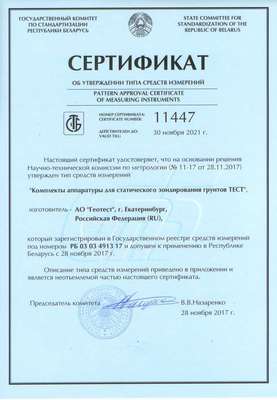 ГОСУДАРСТВЕННЫЙ КОМИТЕТ
ПО СТАНДАРТИЗАЦИИ
РЕСПУБЛИКИ БЕЛАРУСЬ
STATE COMMITTEE FOR
STANDARDIZATION OF THE
REPUBLIC OF BELARUS
СЕРТИФИКАТ
ОБ УТВЕРЖДЕНИИ ТИПА СРЕДСТВ ИЗМЕРЕНИЙ
PATTERN APPROVAL CERTIFICATE
OF MEASURING INSTRUMENTS
НОМЕР СЕРТИФИКАТА:
CERTIFICATE NUMBER:
11447
ДЕЙСТВИТЕЛЕН ДО:
VALID TILL:
30 ноября 2021 г.
Настоящий сертификат удостоверяет, что на основании решения
Научно-технической комиссии по метрологии (№ 11-17 от 28.11.2017)
утвержден тип средств измерений
"Комплекты аппаратуры для статического зондирования грунтов ТЕСТ",
изготовитель - АО "Геотест", г. Екатеринбург,
Российская Федерация (RU),
который зарегистрирован в Государственном реестре средств измерений
под номером РБ 03 03 4913 17 и допущен к применению в Республике
Беларусь с 28 ноября 2017 г.
Описание типа средств измерений приведено в приложении и
является неотъемлемой частью настоящего сертификата.
Председатель комитета
В.В.Назаренко
28 ноября 2017 г.